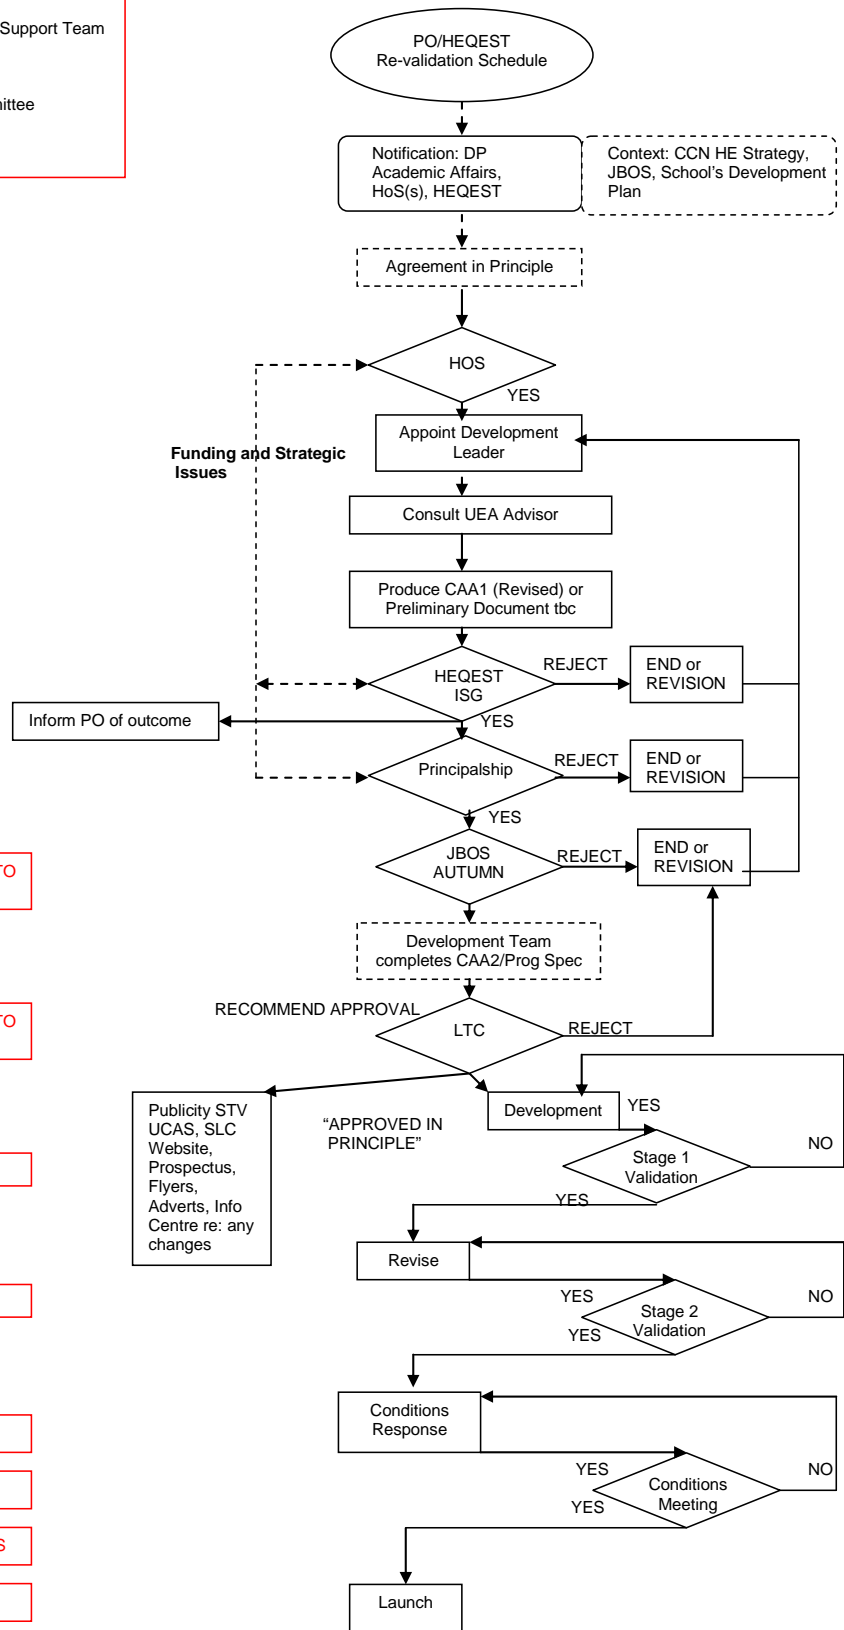 Support Team
ittee
PO/HEQEST
Re-validation Schedule
Notification: DP
Academic Affairs,
HoS(s), HEQEST
Context: CCN HE Strategy,
JBOS, School's Development
Plan
Agreement in Principle
HOS
YES
Appoint Development
Leader
Funding and Strategic
Issues
Consult UEA Advisor
Produce CAA1 (Revised) or
Preliminary Document tbc
HEQEST
ISG
REJECT
END or
REVISION
Inform PO of outcome
YES
Principalship
REJECT
END or
REVISION
YES
JBOS
AUTUMN
REJECT
END or
REVISION
TO
Development Team
completes CAA2/Prog Spec
RECOMMEND APPROVAL
LTC
REJECT
TO
Publicity STV
UCAS, SLC
Website,
Prospectus,
Flyers,
Adverts, Info
Centre re: any
changes
“APPROVED IN
PRINCIPLE”
Development
YES
Stage 1
Validation
NO
YES
Revise
YES
Stage 2
Validation
NO
YES
Conditions
Response
YES
Conditions
Meeting
NO
YES
S
Launch